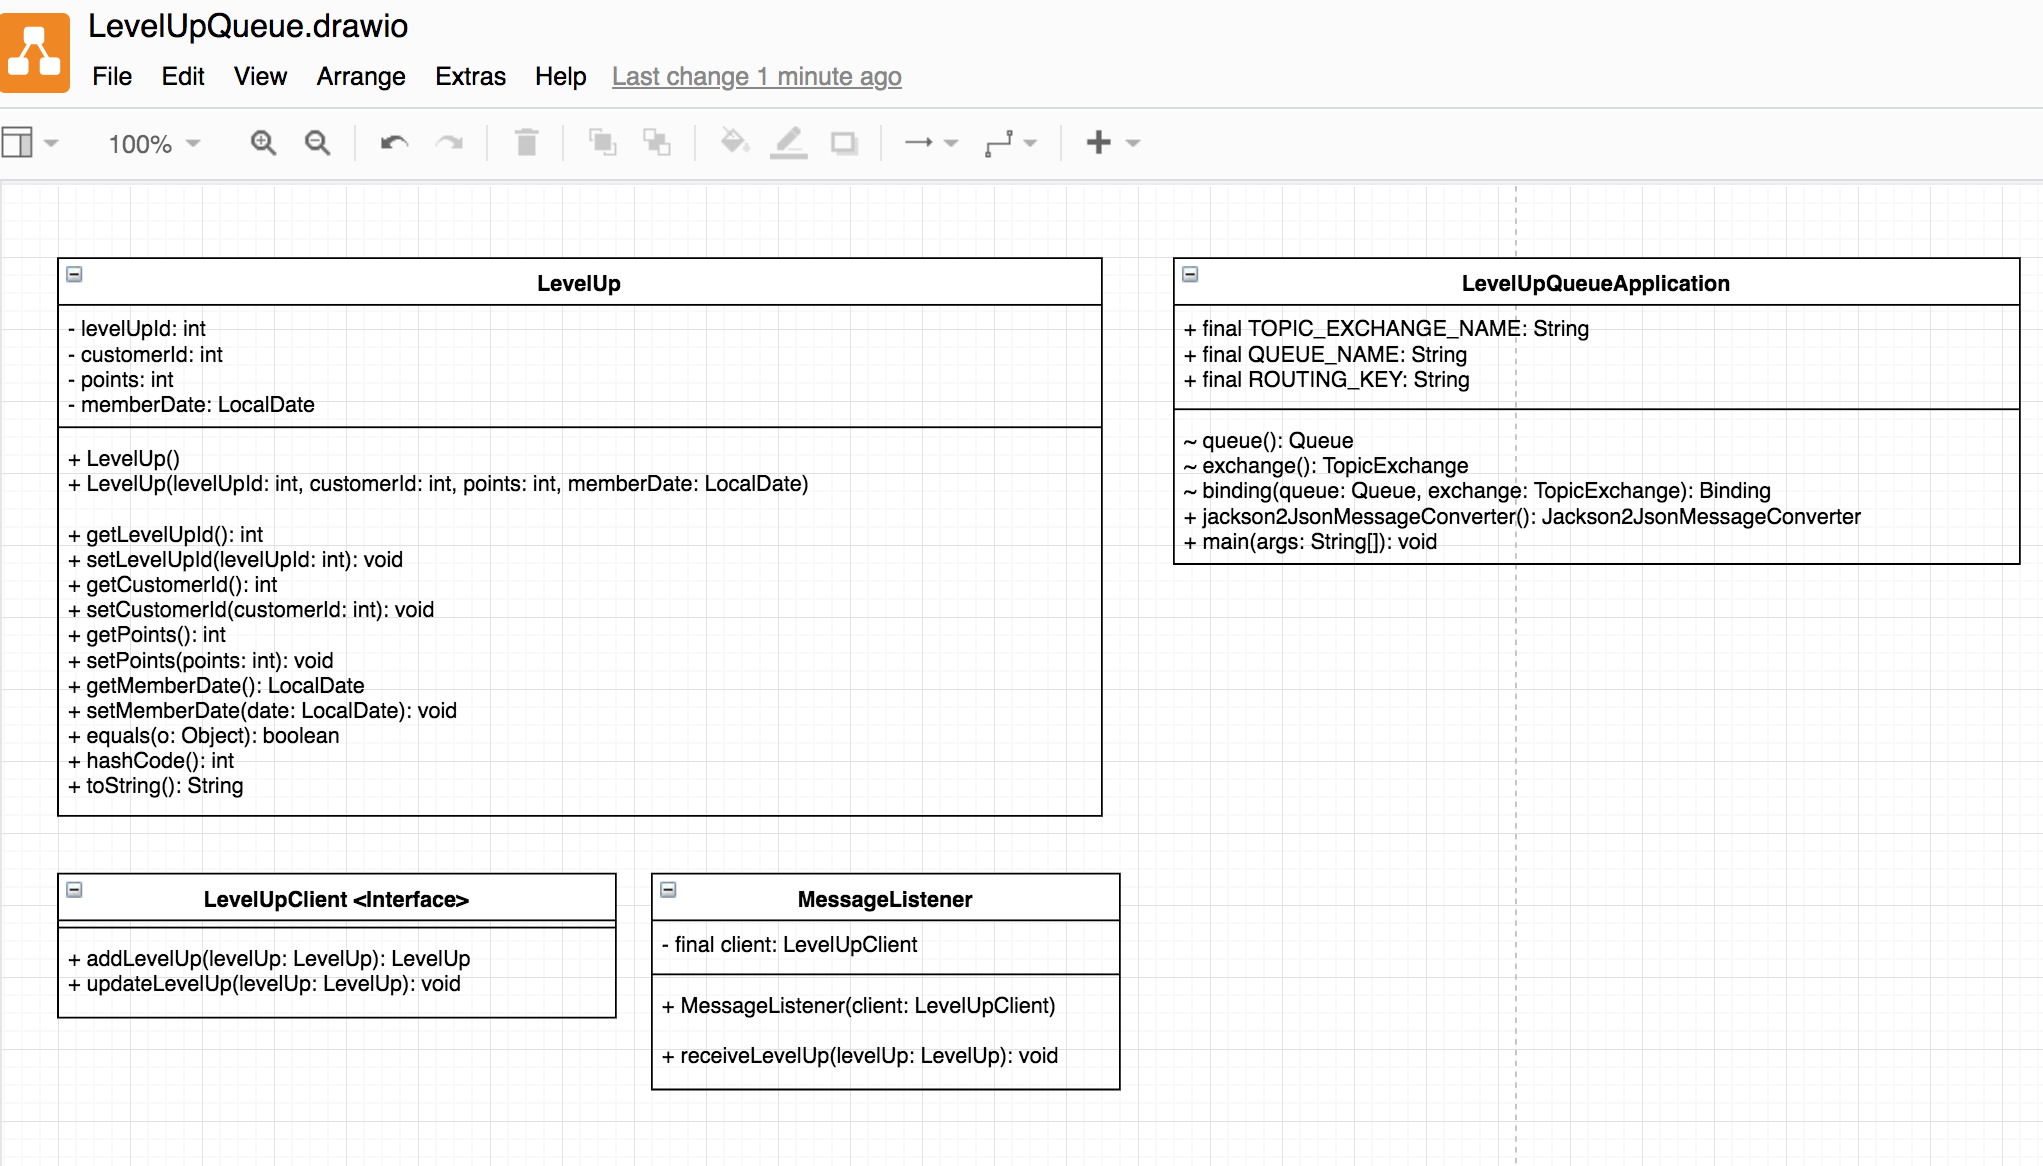 LevelUpQueue.drawio
File Edit View Arrange Extras Help Last change 1 minute ago
100%
LevelUp
- levelUpId: int
- customerId: int
- points: int
- memberDate: LocalDate
+ LevelUp()
+ LevelUp(levelUpId: int, customerId: int, points: int, memberDate: LocalDate)
+ getLevelUpId(): int
+ setLevelUpId(levelUpId: int): void
+ getCustomerId(): int
+ setCustomerId(customerId: int): void
+ getPoints(): int
+ setPoints(points: int): void
+ getMemberDate(): LocalDate
+ setMemberDate(date: LocalDate): void
+ equals(o: Object): boolean
+ hashCode(): int
+ toString(): String
LevelUpQueueApplication
+ final TOPIC_EXCHANGE_NAME: String
+ final QUEUE_NAME: String
+ final ROUTING_KEY: String
~ queue(): Queue
~ exchange(): TopicExchange
~ binding(queue: Queue, exchange: TopicExchange): Binding
+ jackson2JsonMessageConverter(): Jackson2JsonMessageConverter
+ main(args: String[]): void
LevelUpClient <Interface>
+ addLevelUp(levelUp: LevelUp): LevelUp
+ updateLevelUp(levelUp: LevelUp): void
MessageListener
- final client: LevelUpClient
+ MessageListener(client: LevelUpClient)
+ receiveLevelUp(levelUp: LevelUp): void